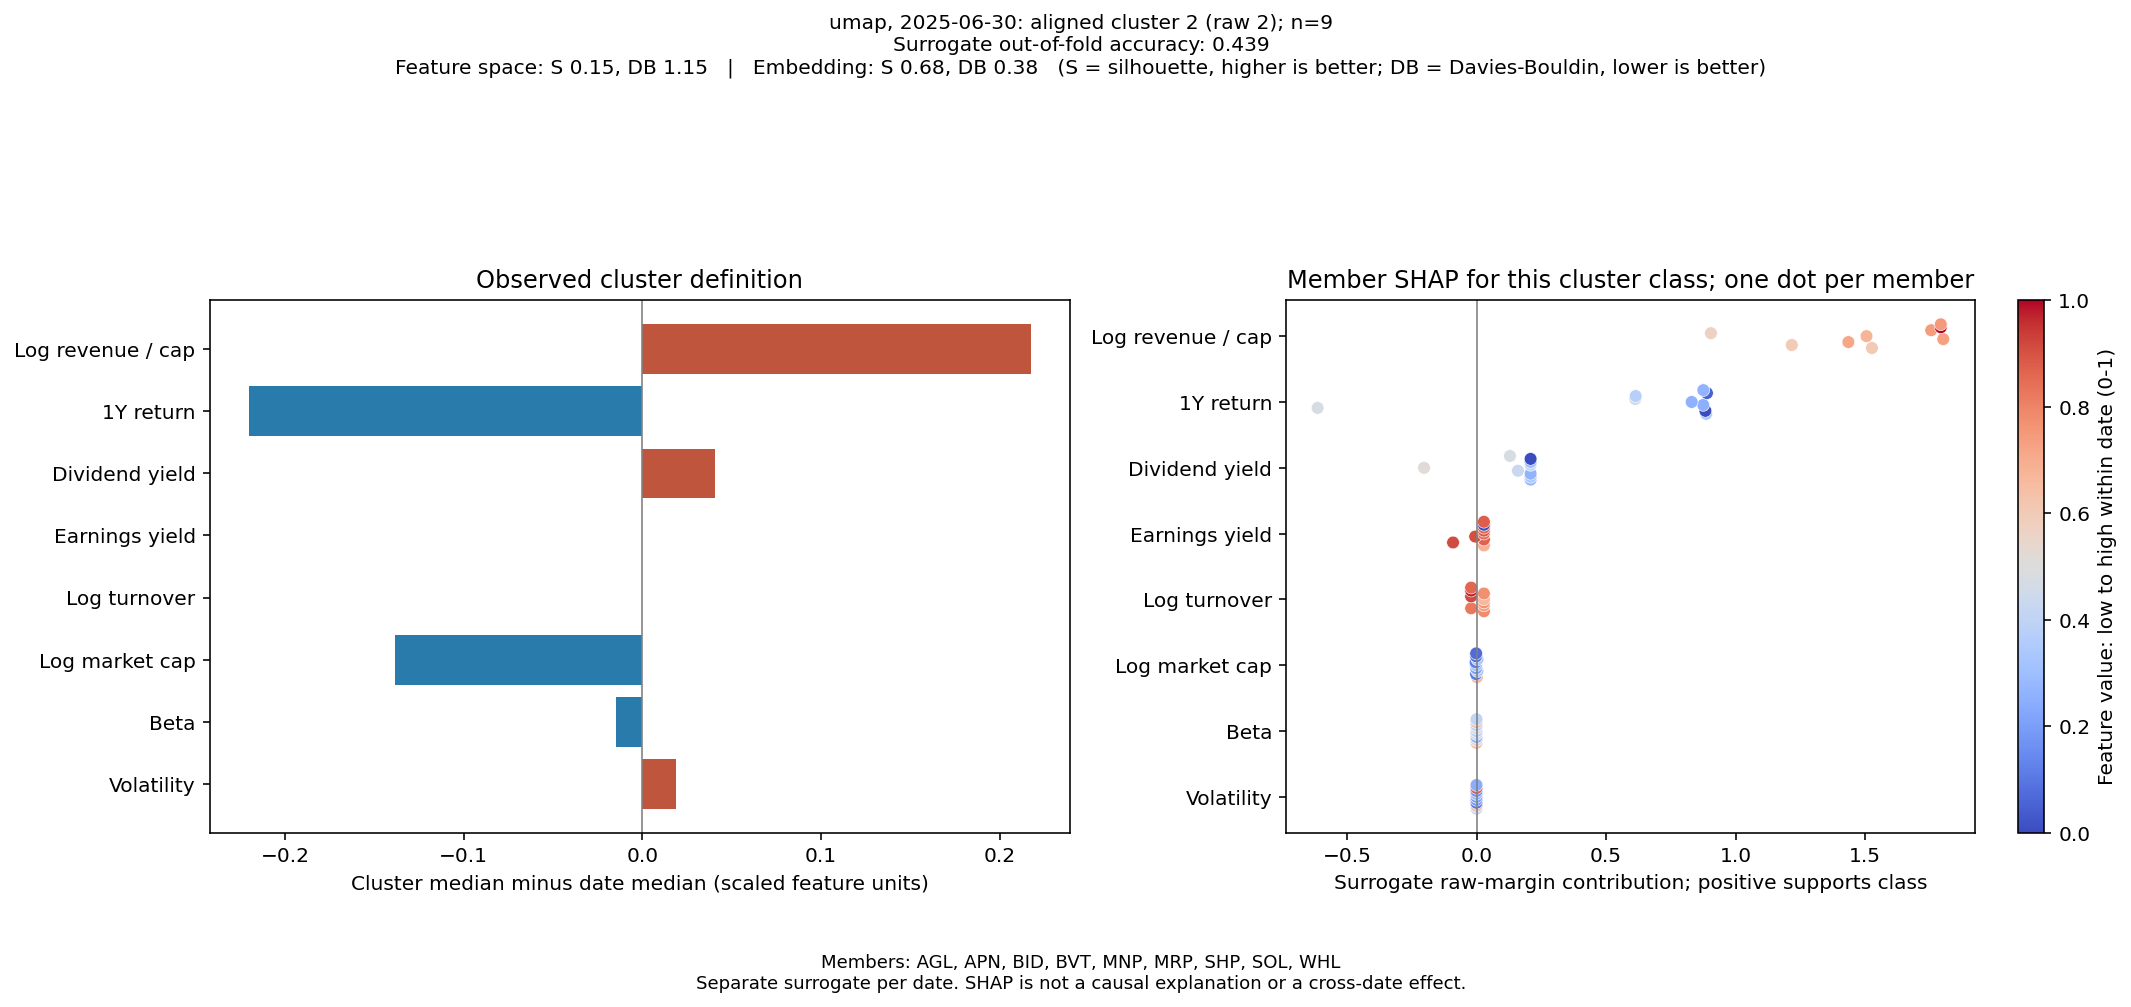 umap, 2025-06-30: aligned cluster 2 (raw 2); n=9
Surrogate out-of-fold accuracy: 0.439
Feature space: S 0.15, DB 1.15   |   Embedding: S 0.68, DB 0.38   (S = silhouette, higher is better; DB = Davies-Bouldin, lower is better)
Observed cluster definition
Log revenue / cap
1Y return
Dividend yield
Earnings yield
Log turnover
Log market cap
Beta
Volatility
−0.2
−0.1
0.0
0.1
0.2
Cluster median minus date median (scaled feature units)
Member SHAP for this cluster class; one dot per member
Log revenue / cap
1Y return
Dividend yield
Earnings yield
Log turnover
Log market cap
Beta
Volatility
−0.5
0.0
0.5
1.0
1.5
Surrogate raw-margin contribution; positive supports class
1.0
0.8
0.6
0.4
0.2
0.0
Feature value: low to high within date (0-1)
Members: AGL, APN, BID, BVT, MNP, MRP, SHP, SOL, WHL
Separate surrogate per date. SHAP is not a causal explanation or a cross-date effect.